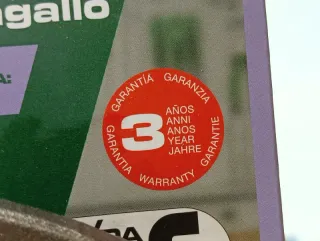 gallo
A:
GARANTÍA GARANZIA
3
AÑOS
ANNI
ANOS
YEAR
JAHRE
GARANTIA WARRANTY GARANTIE